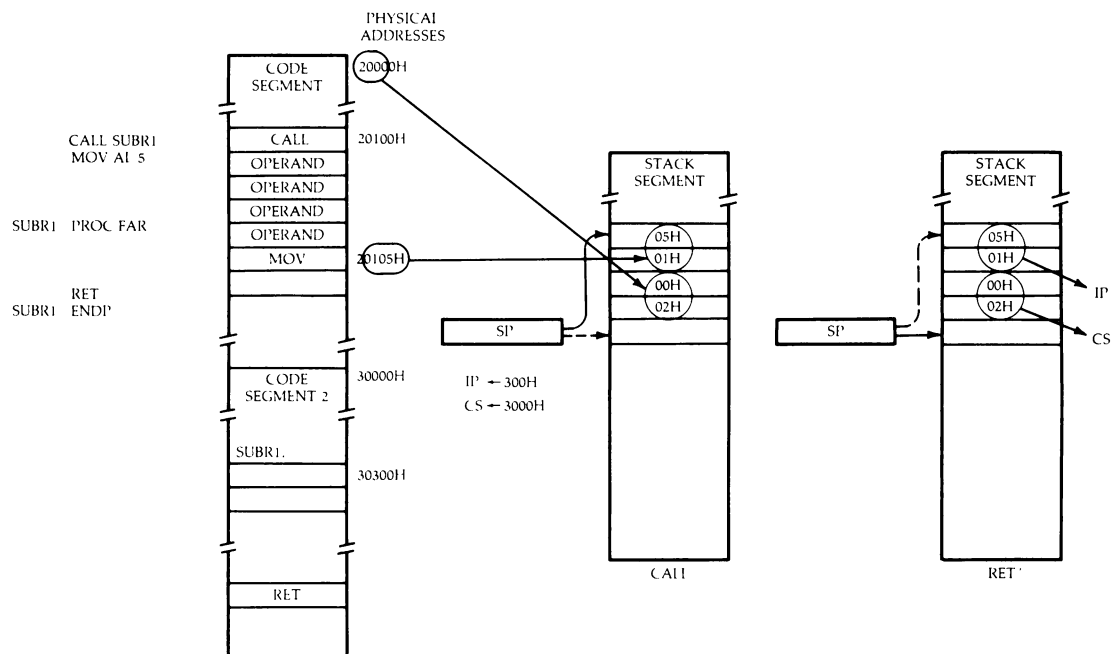 PHYSICAL
ADDRESSES
CODE
SEGMENT
20000H
CALL SUBR1
MOV AL 5
SUBR1 PROC FAR
RET
SUBR1 ENDP
CALL
20100H
OPERAND
OPERAND
OPERAND
OPERAND
MOV
20105H
30000H
CODE
SEGMENT 2
SUBR1.
30300H
RET
STACK
SEGMENT
05H
01H
00H
02H
SP
IP ← 300H
CS ← 3000H
CALL
STACK
SEGMENT
05H
01H
00H
02H
SP
IP
CS
RET